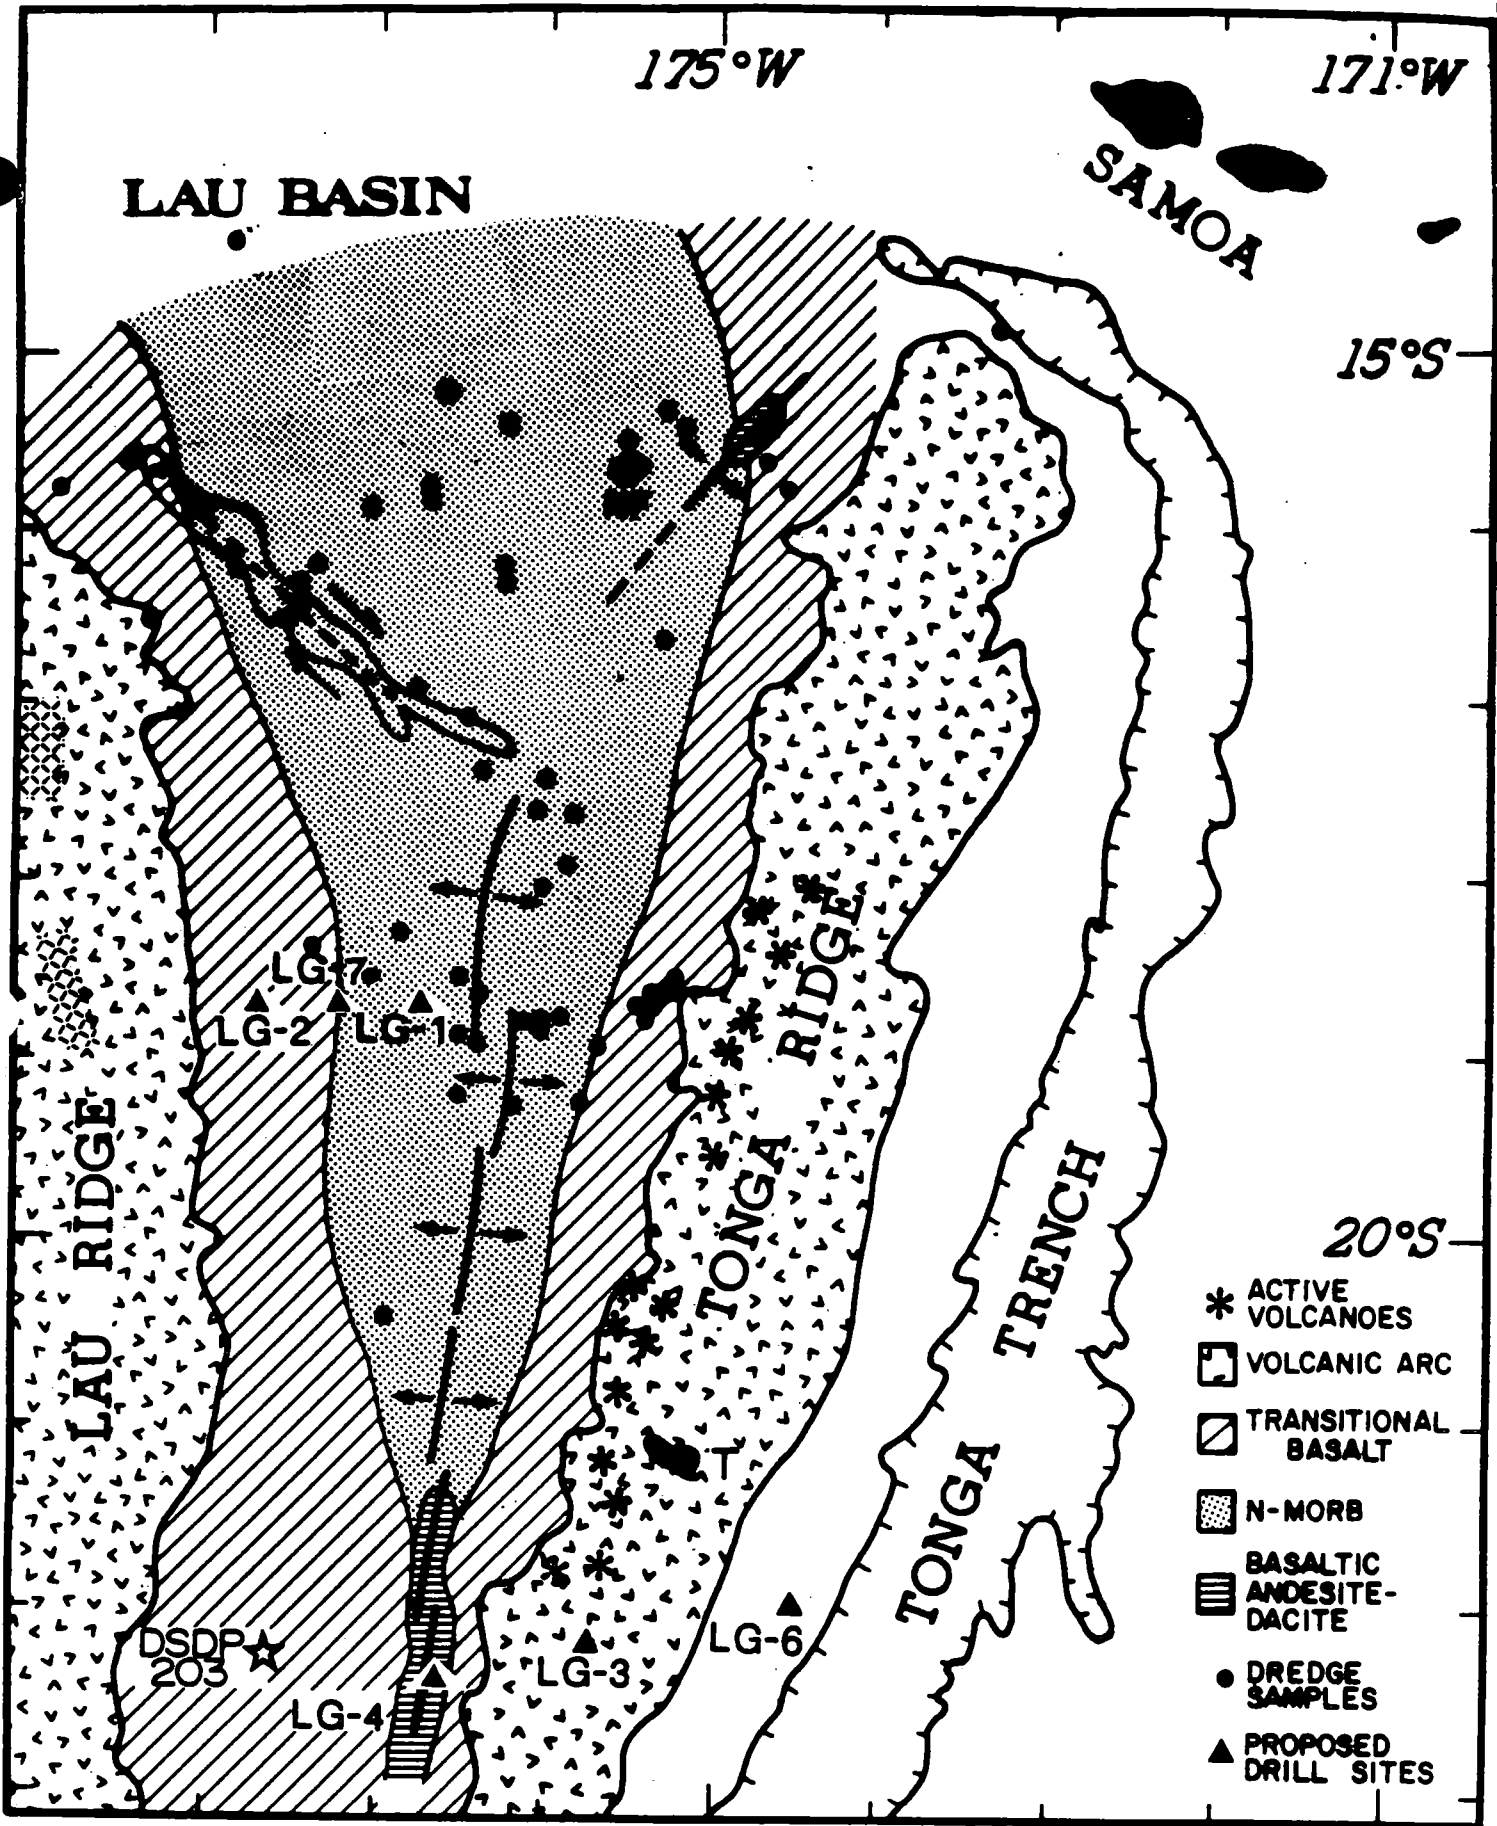 175°W
171°W
SAMOA
LAU BASIN
15°S
LG-7
LG-2
LG-1
TONGA RIDGE
LAU RIDGE
TONGA TRENCH
20°S
ACTIVE
VOLCANOES
VOLCANIC ARC
TRANSITIONAL
BASALT
N-MORB
BASALTIC
ANDESITE-
DACITE
DREDGE
SAMPLES
PROPOSED
DRILL SITES
T
DSDP
203
LG-3
LG-6
LG-4